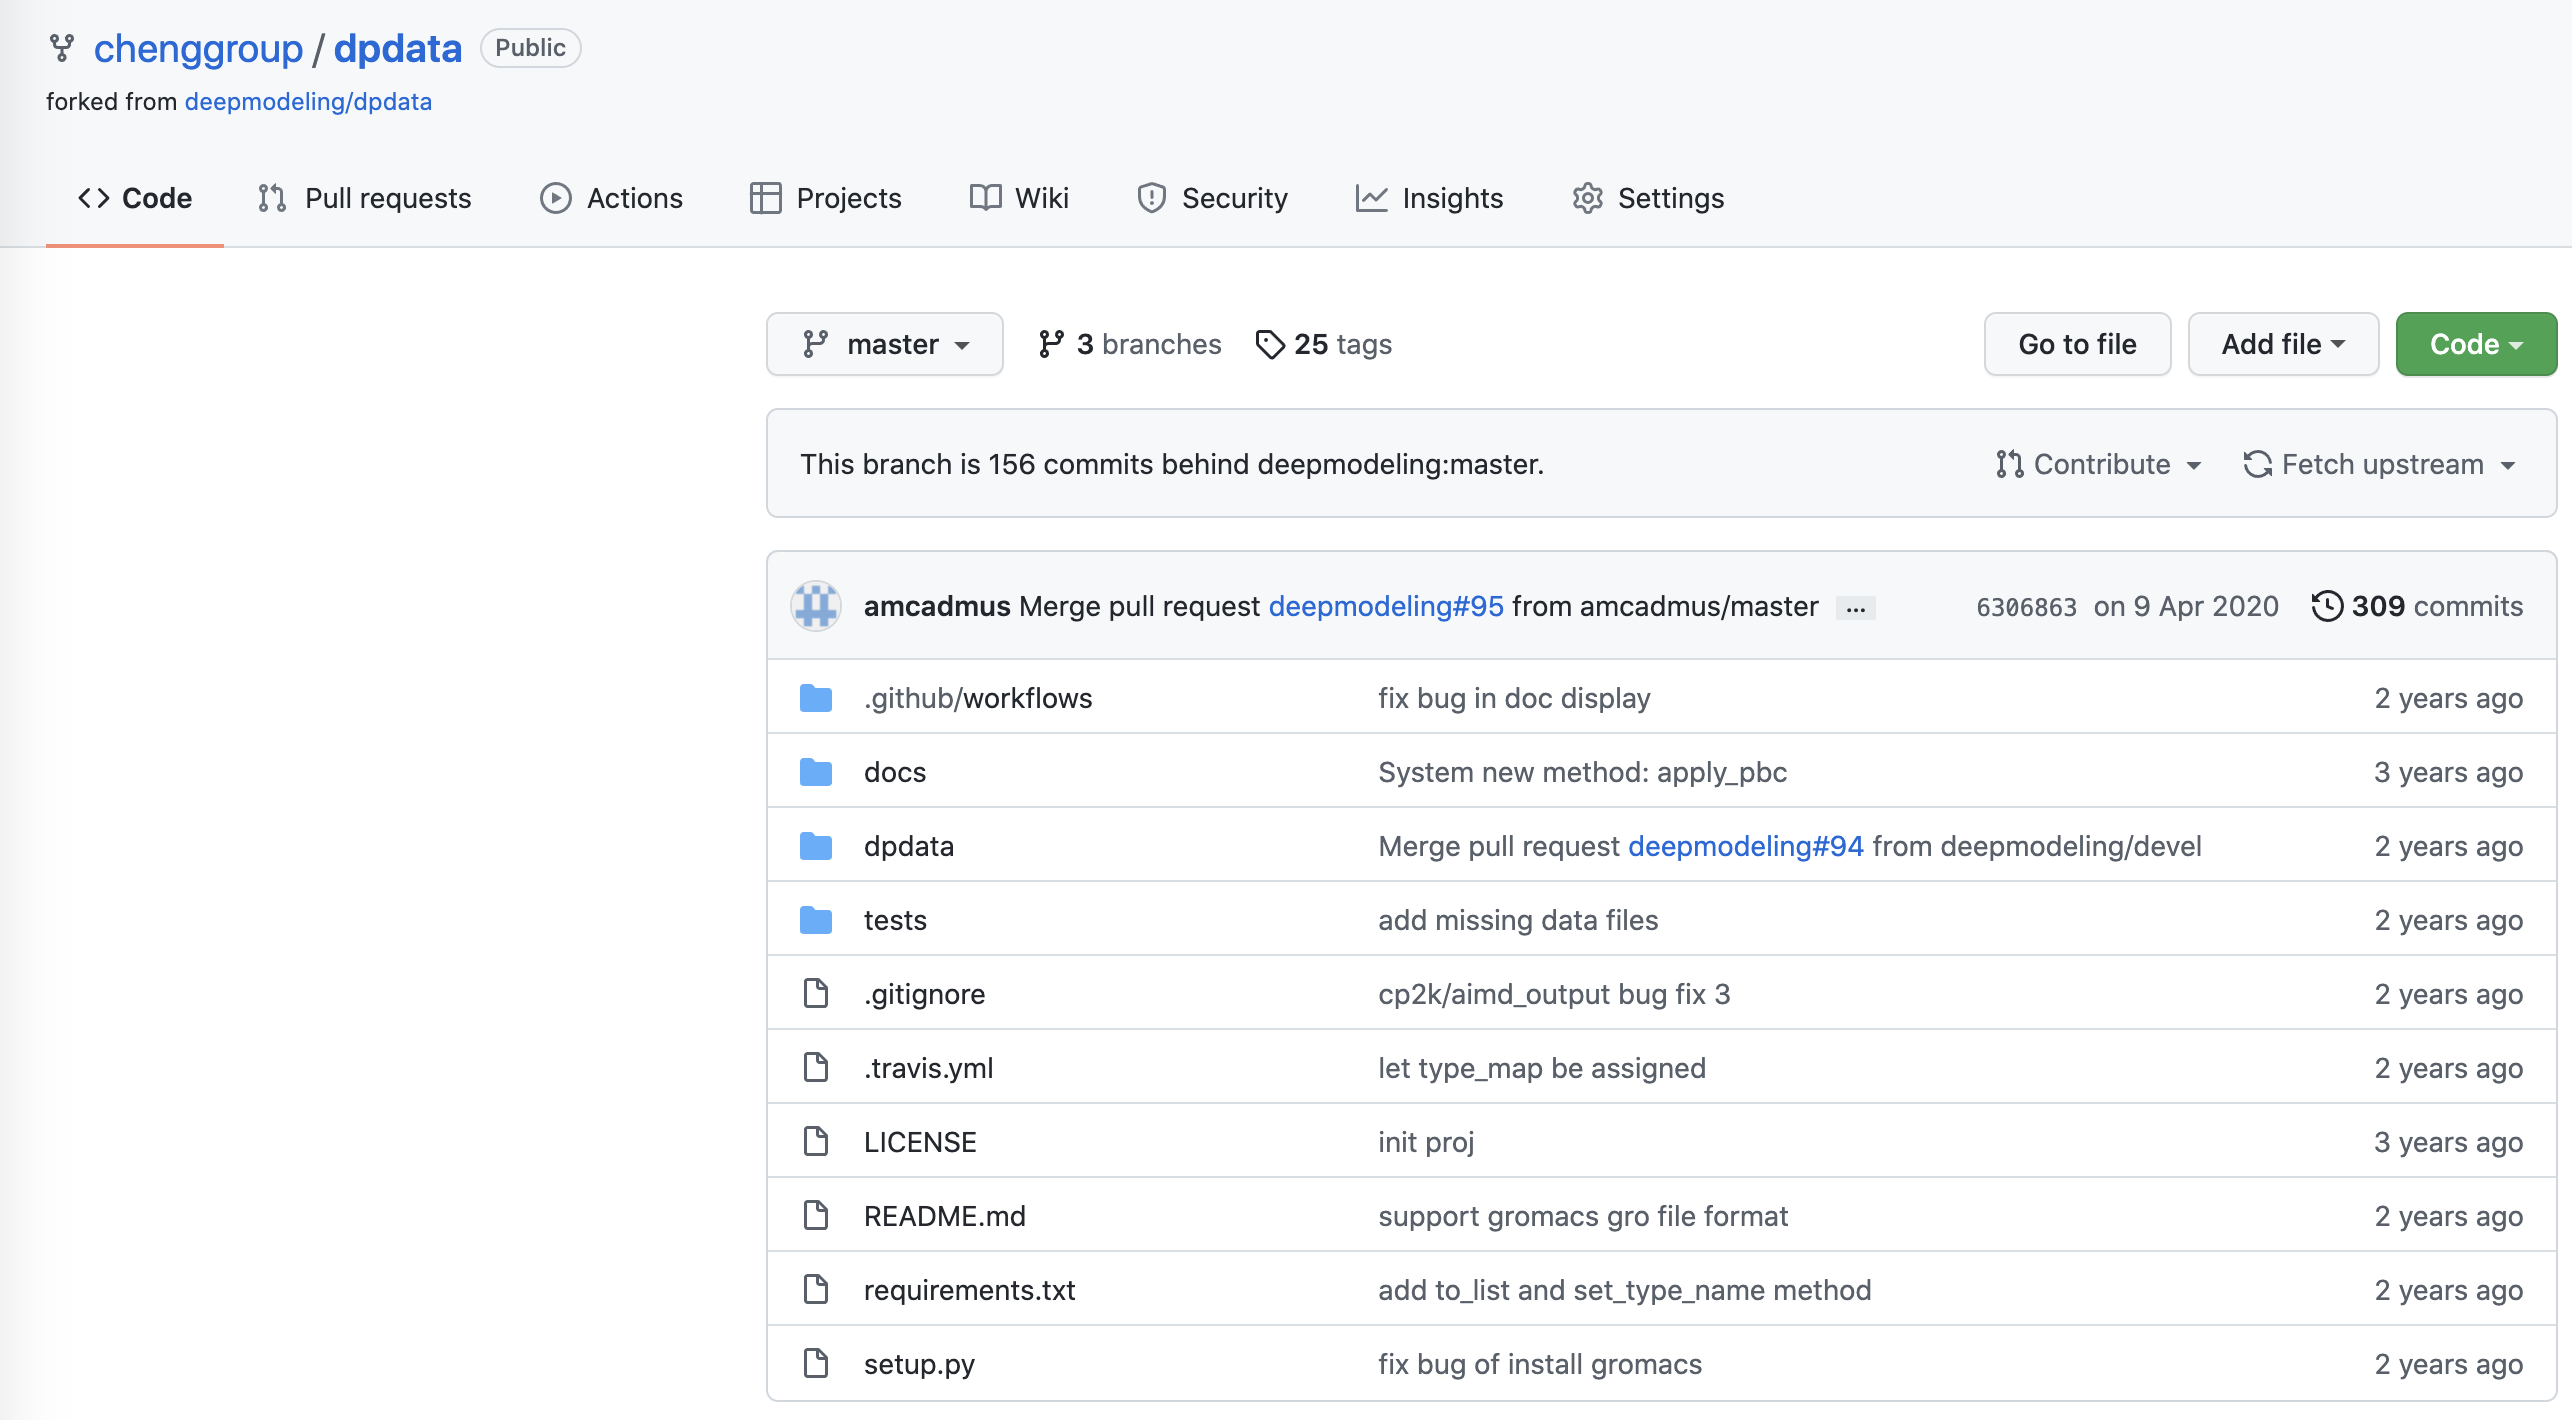 chenggroup / dpdata Public
forked from deepmodeling/dpdata
Code Pull requests Actions Projects Wiki Security Insights Settings
master 3 branches 25 tags Go to file Add file Code
This branch is 156 commits behind deepmodeling:master. Contribute Fetch upstream
amcadmus Merge pull request deepmodeling#95 from amcadmus/master ... 6306863 on 9 Apr 2020 309 commits
.github/workflows fix bug in doc display 2 years ago
docs System new method: apply_pbc 3 years ago
dpdata Merge pull request deepmodeling#94 from deepmodeling/devel 2 years ago
tests add missing data files 2 years ago
.gitignore cp2k/aimd_output bug fix 3 2 years ago
.travis.yml let type_map be assigned 2 years ago
LICENSE init proj 3 years ago
README.md support gromacs gro file format 2 years ago
requirements.txt add to_list and set_type_name method 2 years ago
setup.py fix bug of install gromacs 2 years ago